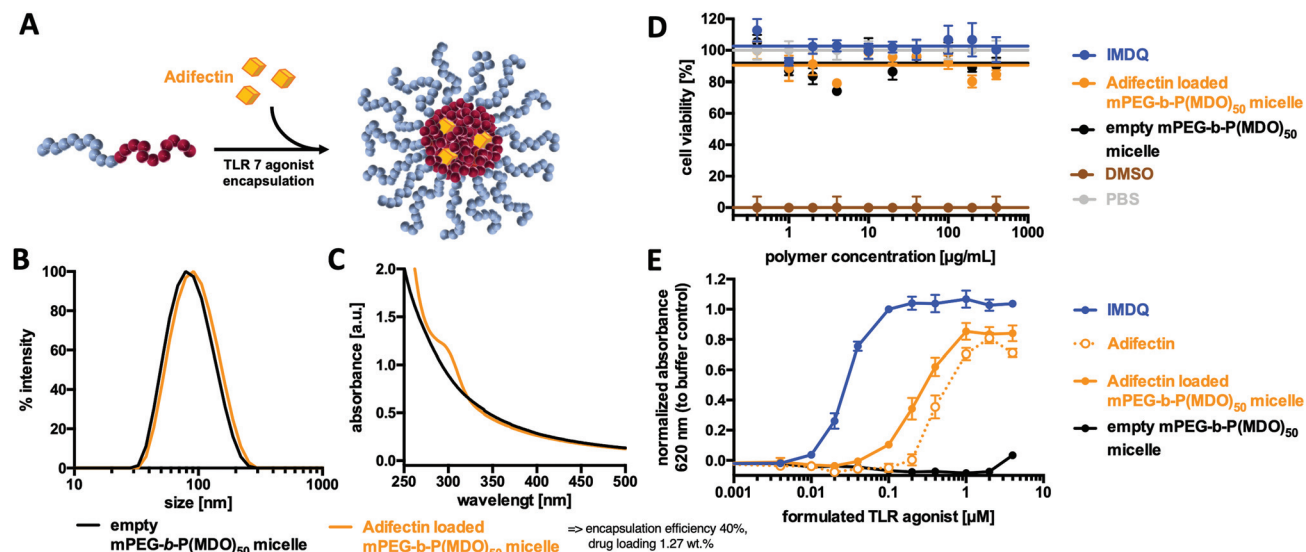 A
Adifectin
TLR 7 agonist
encapsulation
B
% intensity
100
80
60
40
20
0
10
100
1000
size [nm]
C
absorbance [a.u.]
2.0
1.5
1.0
0.5
0.0
250
300
350
400
450
500
wavelengt [nm]
empty
mPEG-b-P(MDO)50 micelle
Adifectin loaded
mPEG-b-P(MDO)50 micelle
=> encapsulation efficiency 40%,
drug loading 1.27 wt.%
D
cell viability [%]
120
100
80
60
40
20
0
1
10
100
1000
polymer concentration [µg/mL]
IMDQ
Adifectin loaded
mPEG-b-P(MDO)50 micelle
empty mPEG-b-P(MDO)50
micelle
DMSO
PBS
E
normalized absorbance
620 nm (to buffer control)
1.2
1.0
0.8
0.6
0.4
0.2
0.0
0.001
0.01
0.1
1
10
formulated TLR agonist [µM]
IMDQ
Adifectin
Adifectin loaded
mPEG-b-P(MDO)50 micelle
empty mPEG-b-P(MDO)50
micelle